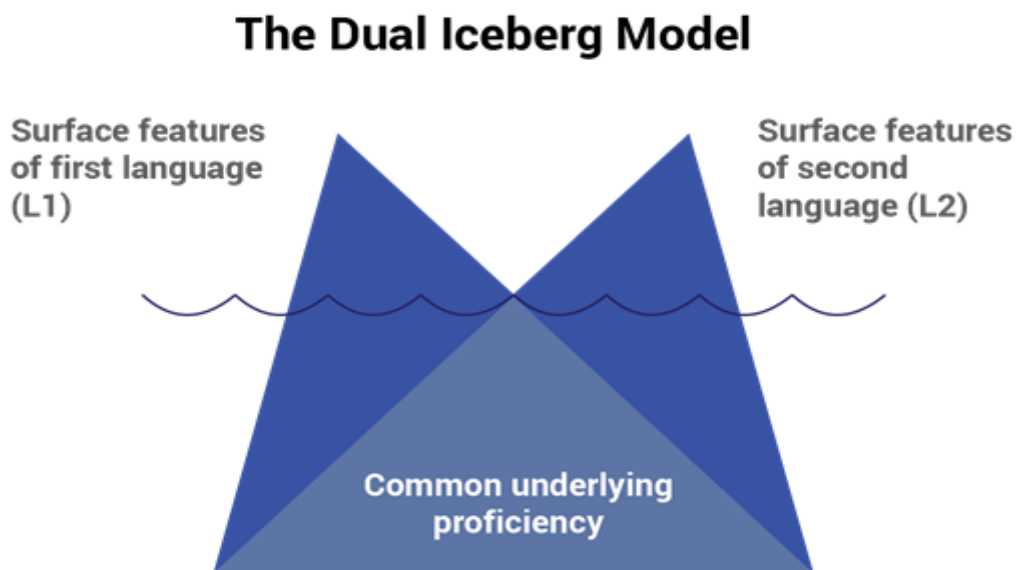 The Dual Iceberg Model
Surface features
of first language
(L1)
Surface features
of second
language (L2)
Common underlying
proficiency